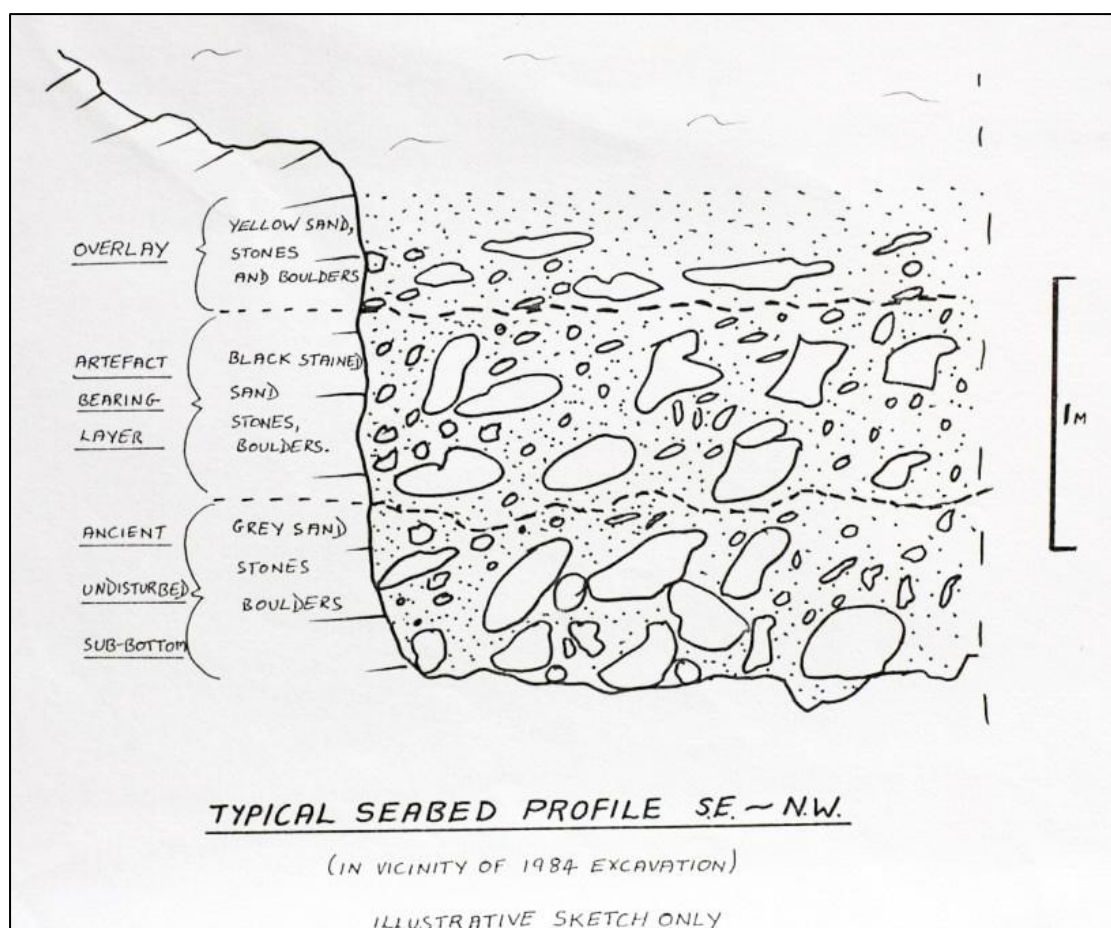 OVERLAY
YELLOW SAND,
STONES
AND BOULDERS
ARTEFACT
BEARING
LAYER
BLACK STAINED
SAND
STONES,
BOULDERS.
ANCIENT
UNDISTURBED
SUB-BOTTOM
GREY SAND
STONES
BOULDERS
1M
TYPICAL SEABED PROFILE S.E. ~ N.W.
(IN VICINITY OF 1984 EXCAVATION)
ILLUSTRATIVE SKETCH ONLY